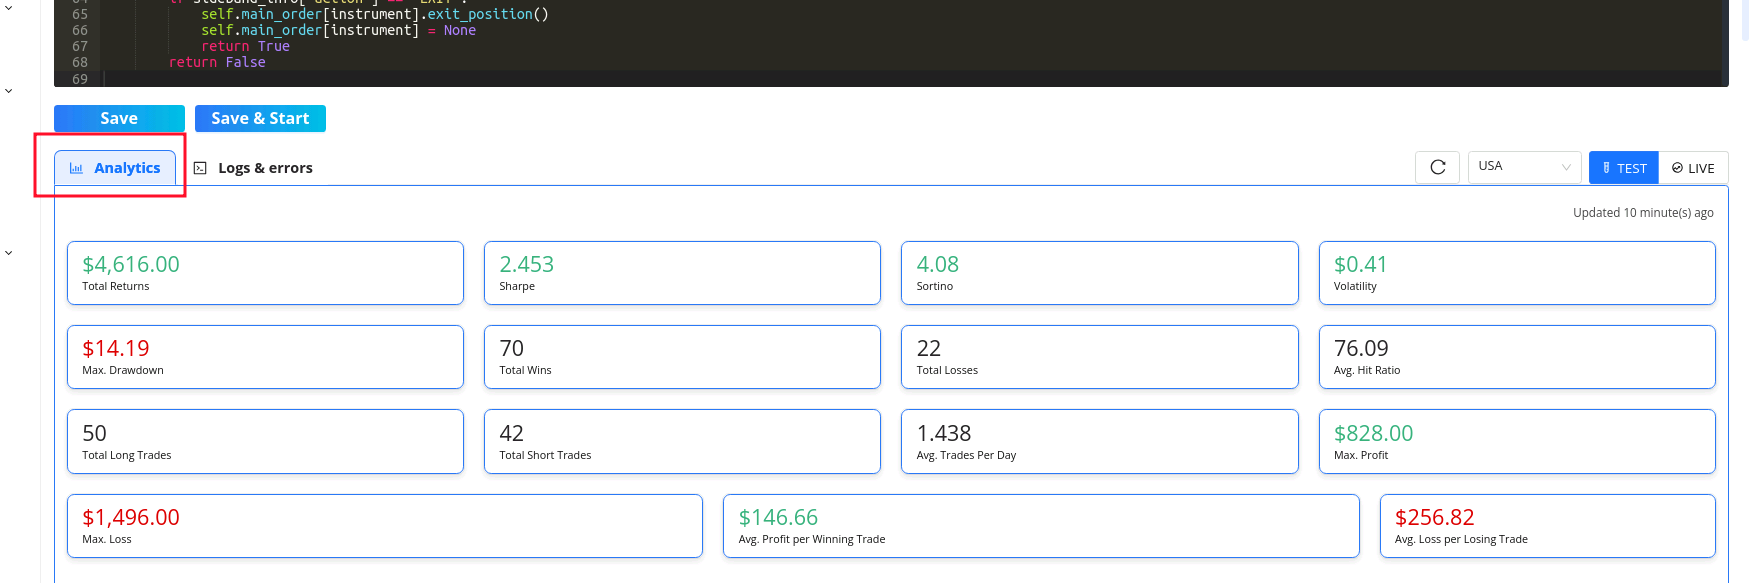 65 self.main_order[instrument].exit_position()
66 self.main_order[instrument] = None
67 return True
68 return False
69
Save Save & Start
Analytics Logs & errors USA TEST LIVE
Updated 10 minute(s) ago
$4,616.00 2.453 4.08 $0.41
Total Returns Sharpe Sortino Volatility
$14.19 70 22 76.09
Max. Drawdown Total Wins Total Losses Avg. Hit Ratio
50 42 1.438 $828.00
Total Long Trades Total Short Trades Avg. Trades Per Day Max. Profit
$1,496.00 $146.66 $256.82
Max. Loss Avg. Profit per Winning Trade Avg. Loss per Losing Trade